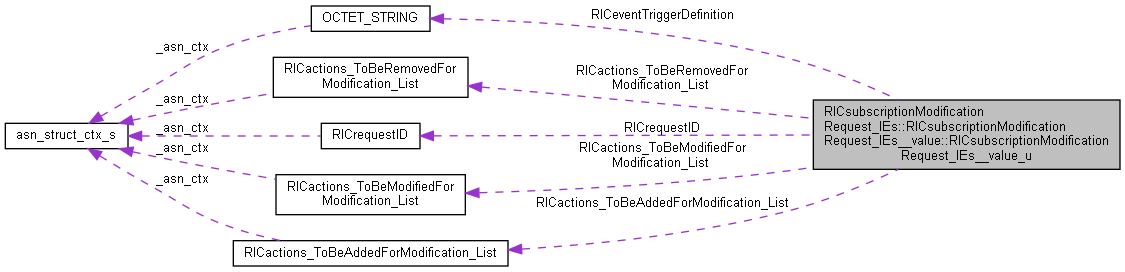 OCTET_STRING
RICeventTriggerDefinition
_asn_ctx
RICactions_ToBeRemovedFor
Modification_List
RICactions_ToBeRemovedFor
Modification_List
_asn_ctx
asn_struct_ctx_s
_asn_ctx
RICrequestID
RICrequestID
RICsubscriptionModification
Request_IEs::RICsubscriptionModification
Request_IEs__value::RICsubscriptionModification
Request_IEs__value_u
_asn_ctx
RICactions_ToBeModifiedFor
Modification_List
RICactions_ToBeModifiedFor
Modification_List
_asn_ctx
RICactions_ToBeAddedForModification_List
RICactions_ToBeAddedForModification_List